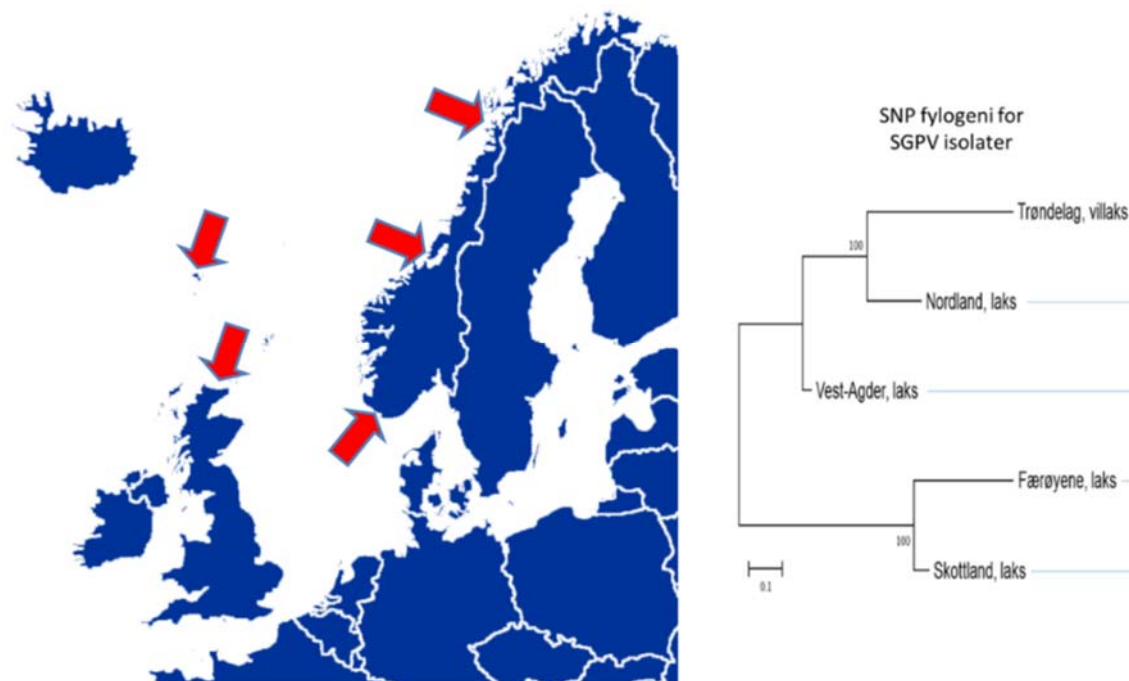 SNP fylogeni for
SGPV isolater
Trøndelag, villaks
100
Nordland, laks
Vest-Agder, laks
Færøyene, laks
100
Skottland, laks
0.1